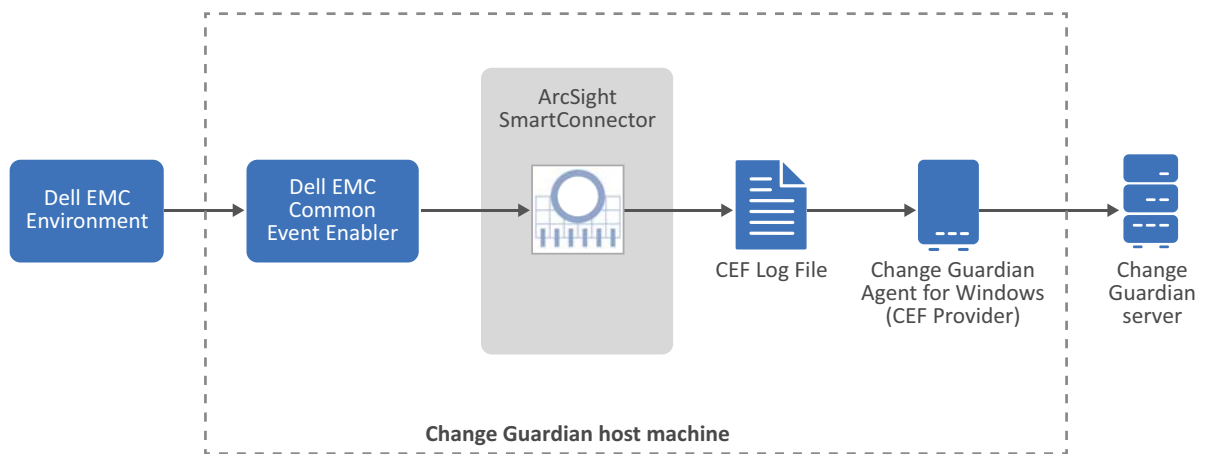 ArcSight
SmartConnector
Dell EMC
Environment
Dell EMC
Common
Event Enabler
CEF Log File
Change Guardian
Agent for Windows
(CEF Provider)
Change
Guardian
server
Change Guardian host machine